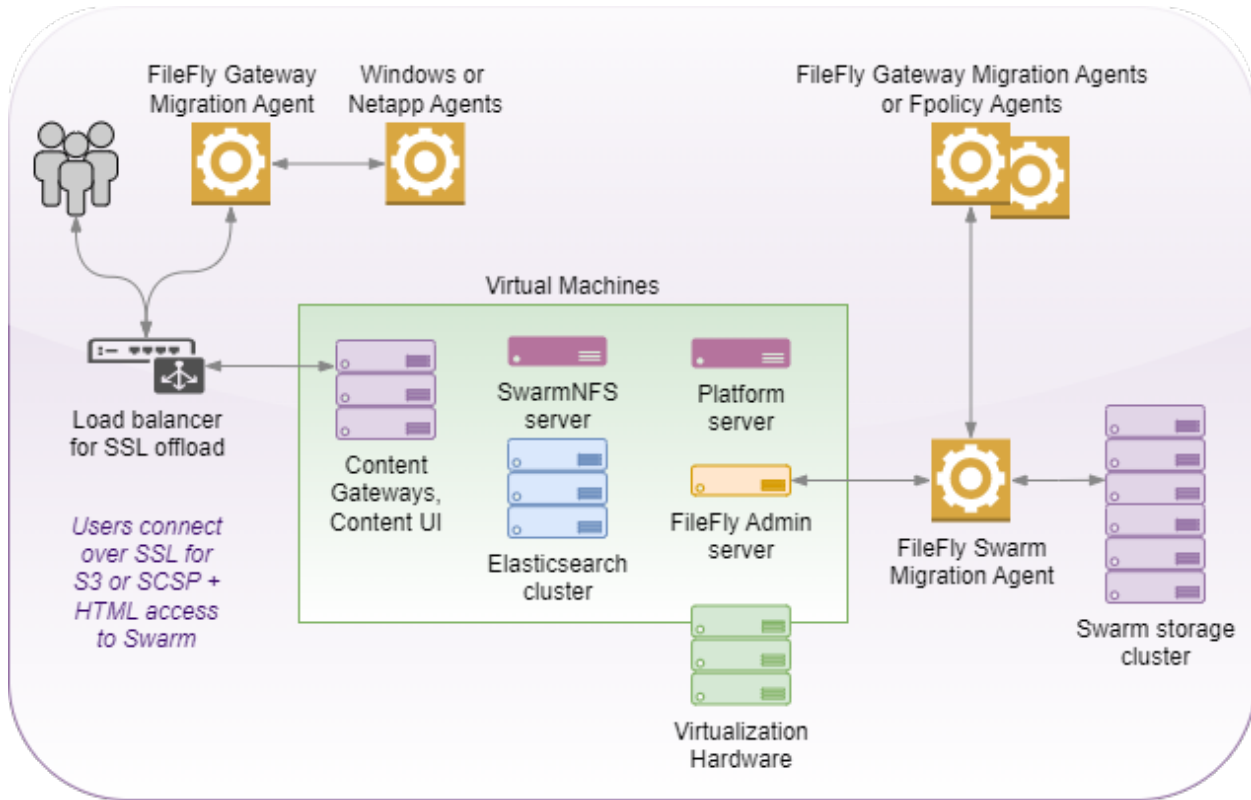 FileFly Gateway
Migration Agent
Windows or
Netapp Agents
FileFly Gateway Migration Agents
or Fpolicy Agents
Virtual Machines
Load balancer
for SSL offload
Users connect
over SSL for
S3 or SCSP +
HTML access
to Swarm
Content
Gateways,
Content UI
SwarmNFS
server
Elasticsearch
cluster
Platform
server
FileFly Admin
server
FileFly Swarm
Migration Agent
Swarm storage
cluster
Virtualization
Hardware